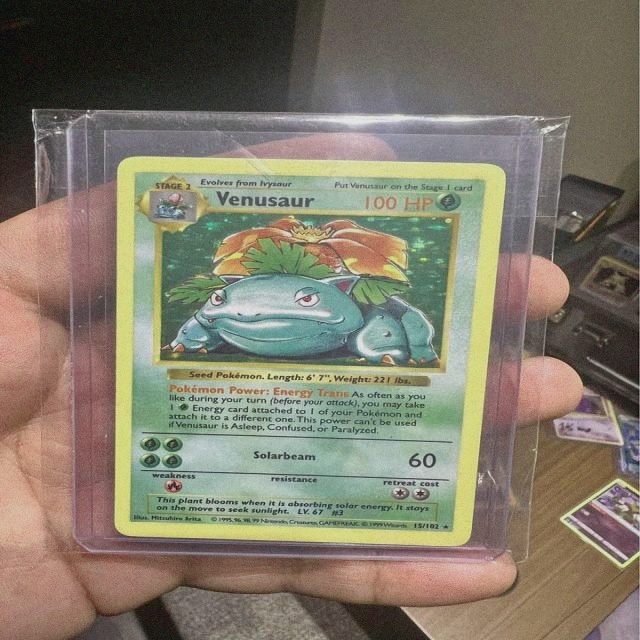 STAGE 2
Evolves from Ivysaur
Put Venusaur on the Stage 1 card
Venusaur
100 HP
Seed Pokémon. Length: 6' 7", Weight: 221 lbs.
Pokémon Power: Energy Trans As often as you
like during your turn (before your attack), you may take
1 Energy card attached to 1 of your Pokémon and
attach it to a different one. This power can't be used
if Venusaur is Asleep, Confused, or Paralyzed.
Solarbeam
60
weakness
resistance
retreat cost
This plant blooms when it is absorbing solar energy. It stays
on the move to seek sunlight. LV. 67 #3
Illus. Mitsuhiro Arita
© 1995, 96, 98, 99 Nintendo, Creatures, GAMEFREAK. © 1999 Wizards.
15/102 ★